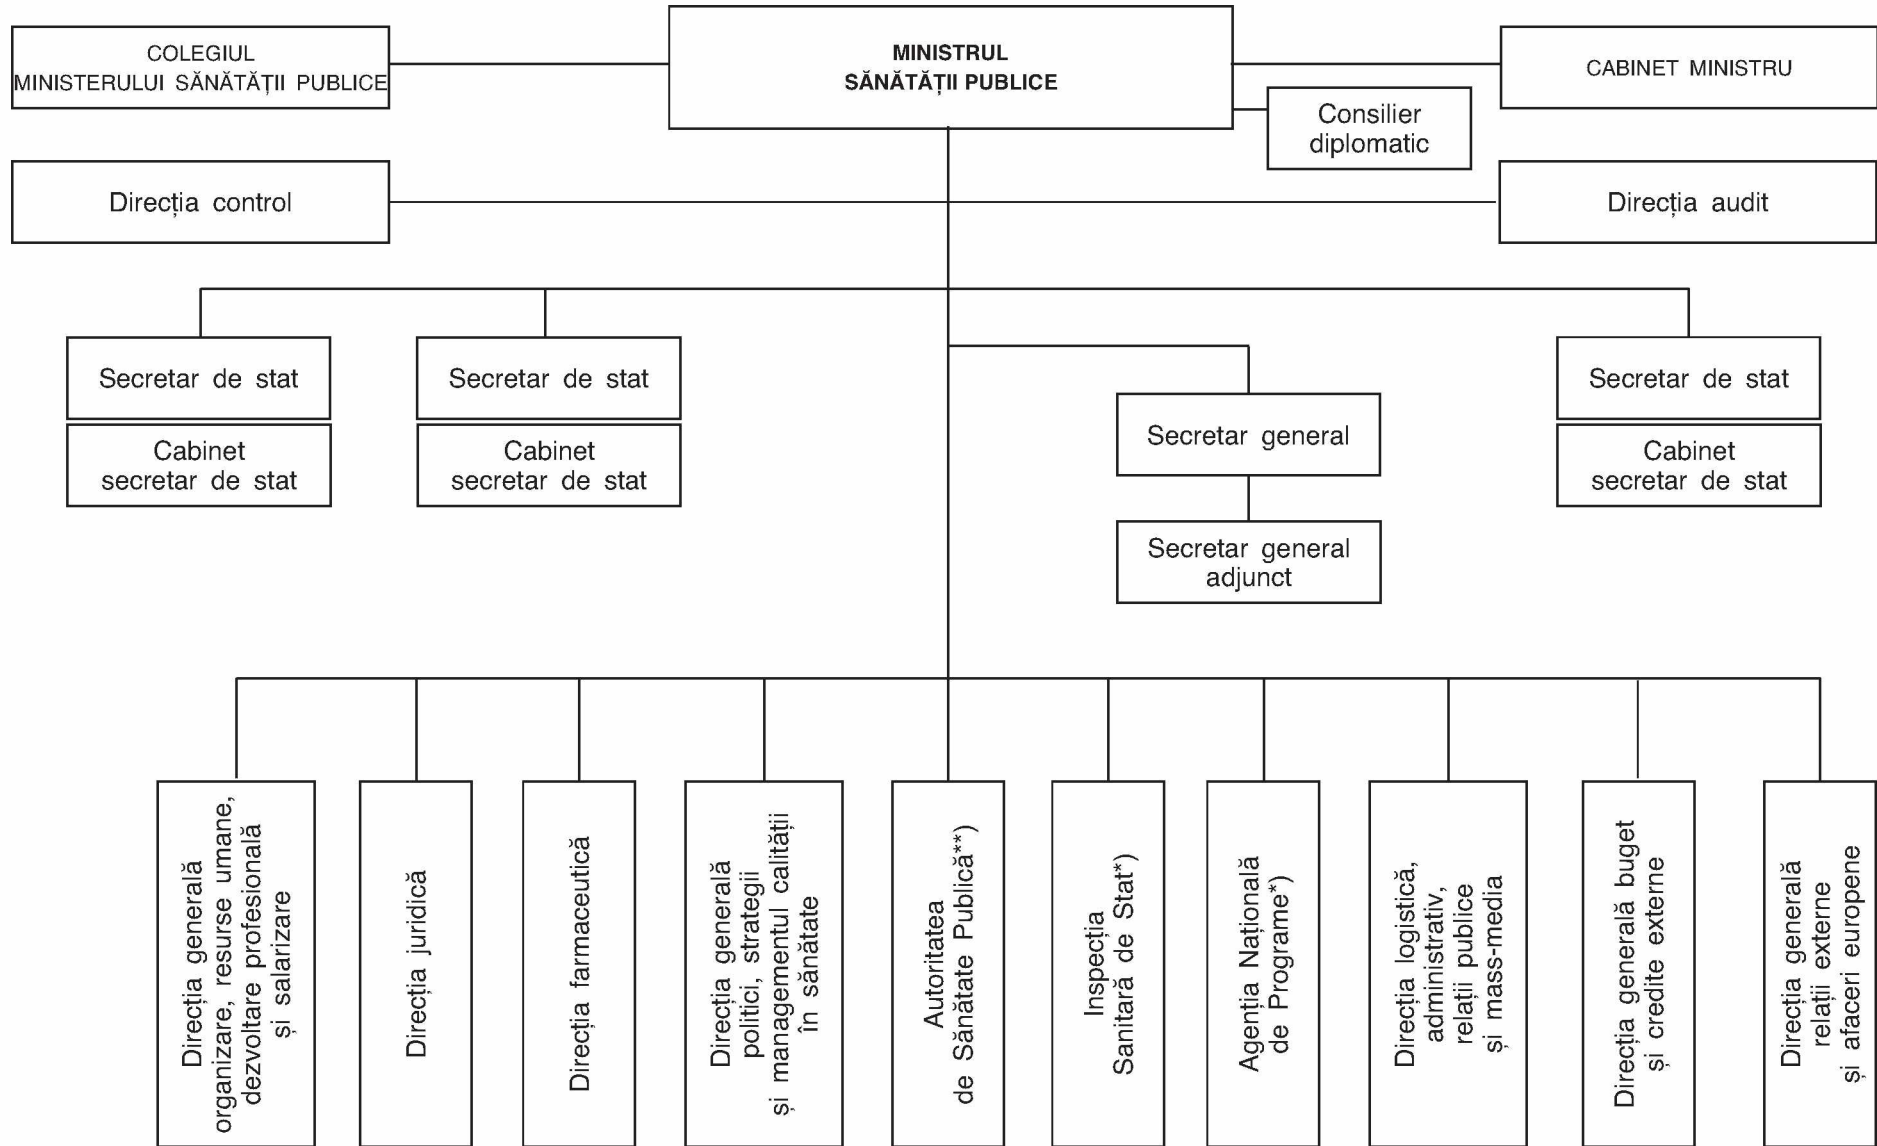 COLEGIUL
MINISTERULUI SĂNĂTĂȚII PUBLICE
MINISTRUL
SĂNĂTĂȚII PUBLICE
CABINET MINISTRU
Consilier
diplomatic
Direcția control
Direcția audit
Secretar de stat
Cabinet
secretar de stat
Secretar de stat
Cabinet
secretar de stat
Secretar general
Secretar general
adjunct
Secretar de stat
Cabinet
secretar de stat
Direcția generală
organizare, resurse umane,
dezvoltare profesională
și salarizare
Direcția juridică
Direcția farmaceutică
Direcția generală
politici, strategii
și managementul calității
în sănătate
Autoritatea
de Sănătate Publică**)
Inspecția
Sanitară de Stat*)
Agenția Națională
de Programe*)
Direcția logistică,
administrativ,
relații publice
și mass-media
Direcția generală buget
și credite externe
Direcția generală
relații externe
și afaceri europene